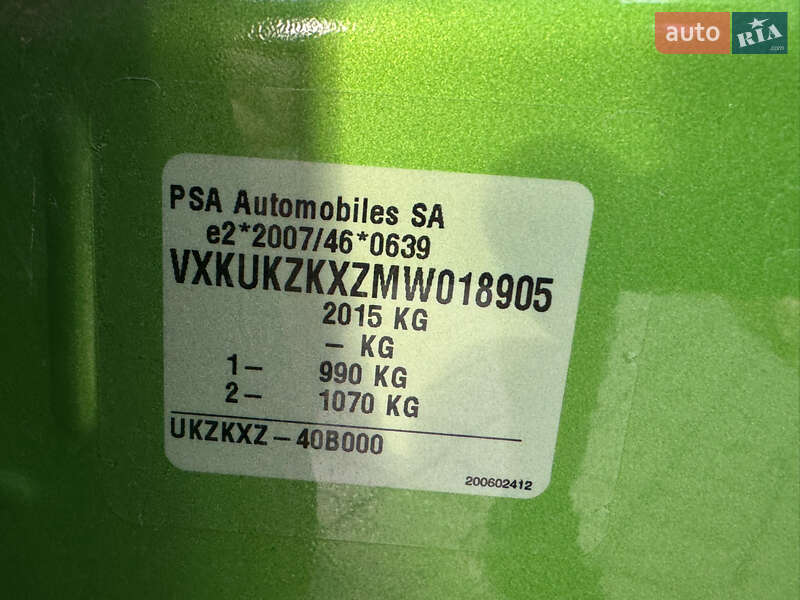 auto RIA .com
PSA Automobiles SA
e2*2007/46*0639
VXKUKZKXZMW018905
2015 KG
– KG
1– 990 KG
2– 1070 KG
UKZKXZ –40B000
200602412